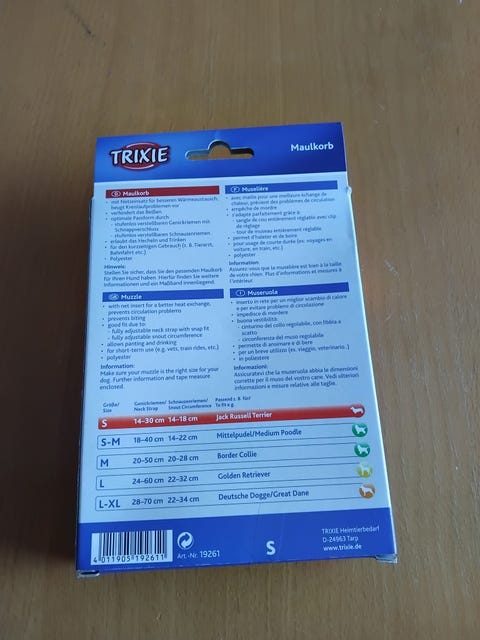 Maulkorb
TRIXIE
D Maulkorb
• mit Netzeinsatz für besseren Wärmeaustausch,
beugt Kreislaufproblemen vor
• verhindert das Beißen
• optimale Passform durch:
- stufenlos verstellbaren Genickriemen mit
Schnappverschluss
- stufenlos verstellbaren Schnauzenriemen
• erlaubt das Hecheln und Trinken
• für den kurzzeitigen Gebrauch (z. B. Tierarzt,
Bahnfahrt etc.)
• Polyester
Hinweis:
Stellen Sie sicher, dass Sie den passenden Maulkorb
für Ihren Hund haben. Hierfür finden Sie weitere
Informationen und ein Maßband innenliegend.
F Muselière
• avec maille pour une meilleure échange de
chaleur, prévient des problèmes de circulation
• empêche de mordre
• s'adapte parfaitement grâce à
- sangle de cou entièrement réglable avec clip
de réglage
- tour de museau entièrement réglable
• permet d'haleter et de boire
• pour usage de courte durée (ex: voyages en
voiture, en train, etc.)
• polyester
Information:
Assurez-vous que la muselière est bien à la taille
de votre chien. Plus d'informations et mesures à
l'intérieur.
GB Muzzle
• with net insert for a better heat exchange,
prevents circulation problems
• prevents biting
• good fit due to:
- fully adjustable neck strap with snap fit
- fully adjustable snout circumference
• allows panting and drinking
• for short-term use (e.g. vets, train rides, etc.)
• polyester
Information:
Make sure your muzzle is the right size for your
dog. Further information and tape measure
enclosed.
I Museruola
• inserto in rete per un miglior scambio di calore
e per evitare problemi di circolazione
• impedisce di mordere
• buona vestibilità
- cinturino del collo regolabile, con fibbia a
scatto
- circonferenza del muso regolabile
• permette di ansimare e di bere
• per un breve utilizzo (es. viaggio, veterinario..)
• in poliestere
Informazioni:
Assicuratevi che la museruola abbia le dimensioni
corrette per il muso del vostro cane. Vedi ulteriori
informazioni e misure relative alle taglie.
Größe/ Genickriemen/ Schnauzenriemen/ Passend z. B. für/
Size Neck Strap Snout Circumference To fit e.g.
S 14–30 cm 14–18 cm Jack Russell Terrier
S–M 18–40 cm 14–22 cm Mittelpudel/Medium Poodle
M 20–50 cm 20–28 cm Border Collie
L 24–60 cm 22–32 cm Golden Retriever
L–XL 28–70 cm 22–34 cm Deutsche Dogge/Great Dane
4 011905 192611
Art.-Nr. 19261
S
TRIXIE Heimtierbedarf
D-24963 Tarp
www.trixie.de